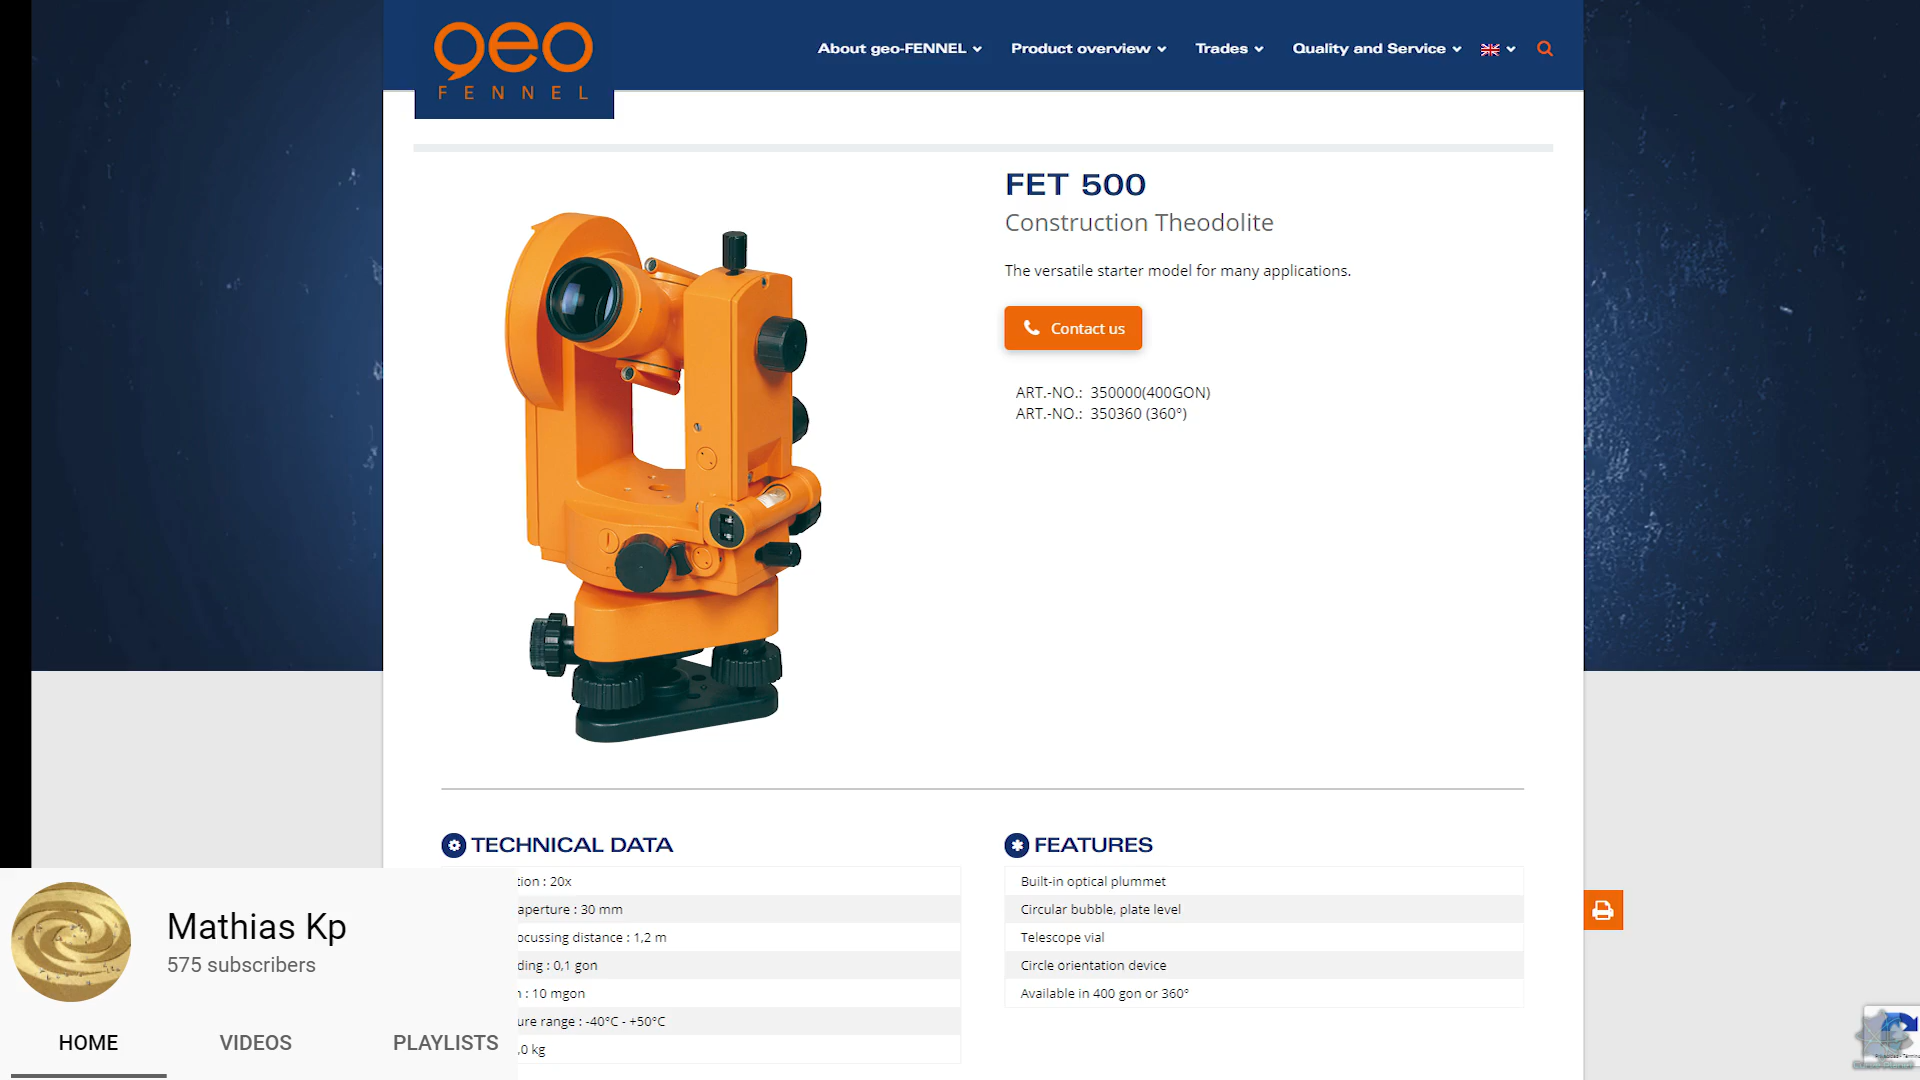 geo
FENNEL
About geo-FENNEL
Product overview
Trades
Quality and Service
FET 500
Construction Theodolite
The versatile starter model for many applications.
Contact us
ART.-NO.: 350000(400GON)
ART.-NO.: 350360 (360°)
TECHNICAL DATA
tion : 20x
aperture : 30 mm
ocussing distance : 1,2 m
ding : 0,1 gon
: 10 mgon
ure range : -40°C - +50°C
,0 kg
FEATURES
Built-in optical plummet
Circular bubble, plate level
Telescope vial
Circle orientation device
Available in 400 gon or 360°
Mathias Kp
575 subscribers
HOME
VIDEOS
PLAYLISTS